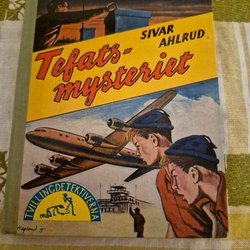 SIVAR
AHLRUD
Tefats-
mysteriet
TVILLINGDETEKTIVERNA